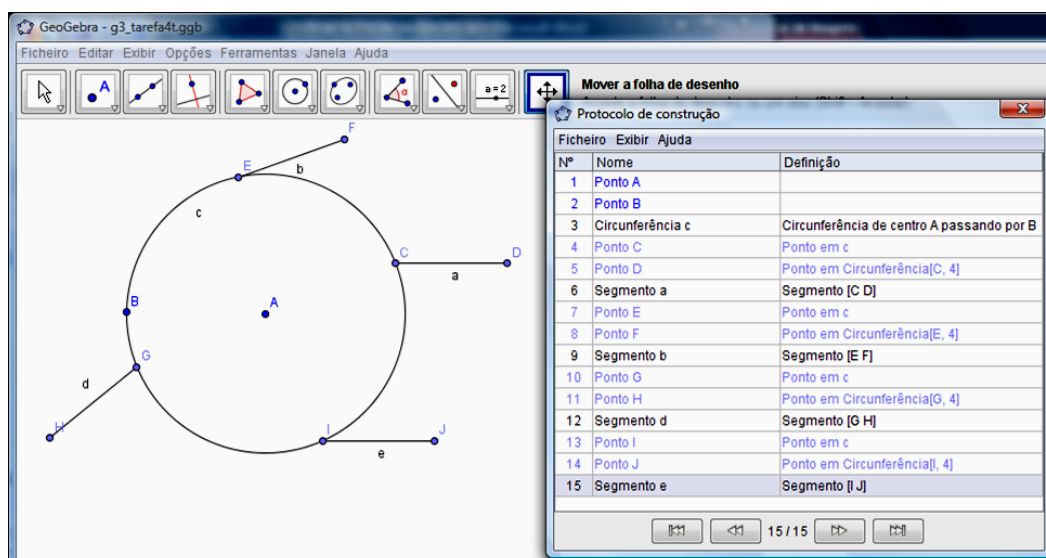 GeoGebra - g3_tarefa4t.ggb
Ficheiro Editar Exibir Opções Ferramentas Janela Ajuda
A
α
a=2
Mover a folha de desenho
Protocolo de construção
Ficheiro Exibir Ajuda
Nº Nome Definição
1 Ponto A
2 Ponto B
3 Circunferência c Circunferência de centro A passando por B
4 Ponto C Ponto em c
5 Ponto D Ponto em Circunferência[C, 4]
6 Segmento a Segmento [C D]
7 Ponto E Ponto em c
8 Ponto F Ponto em Circunferência[E, 4]
9 Segmento b Segmento [E F]
10 Ponto G Ponto em c
11 Ponto H Ponto em Circunferência[G, 4]
12 Segmento d Segmento [G H]
13 Ponto I Ponto em c
14 Ponto J Ponto em Circunferência[I, 4]
15 Segmento e Segmento [I J]
15 / 15
F
E
b
c
C
D
a
B
A
G
d
H
I
J
e